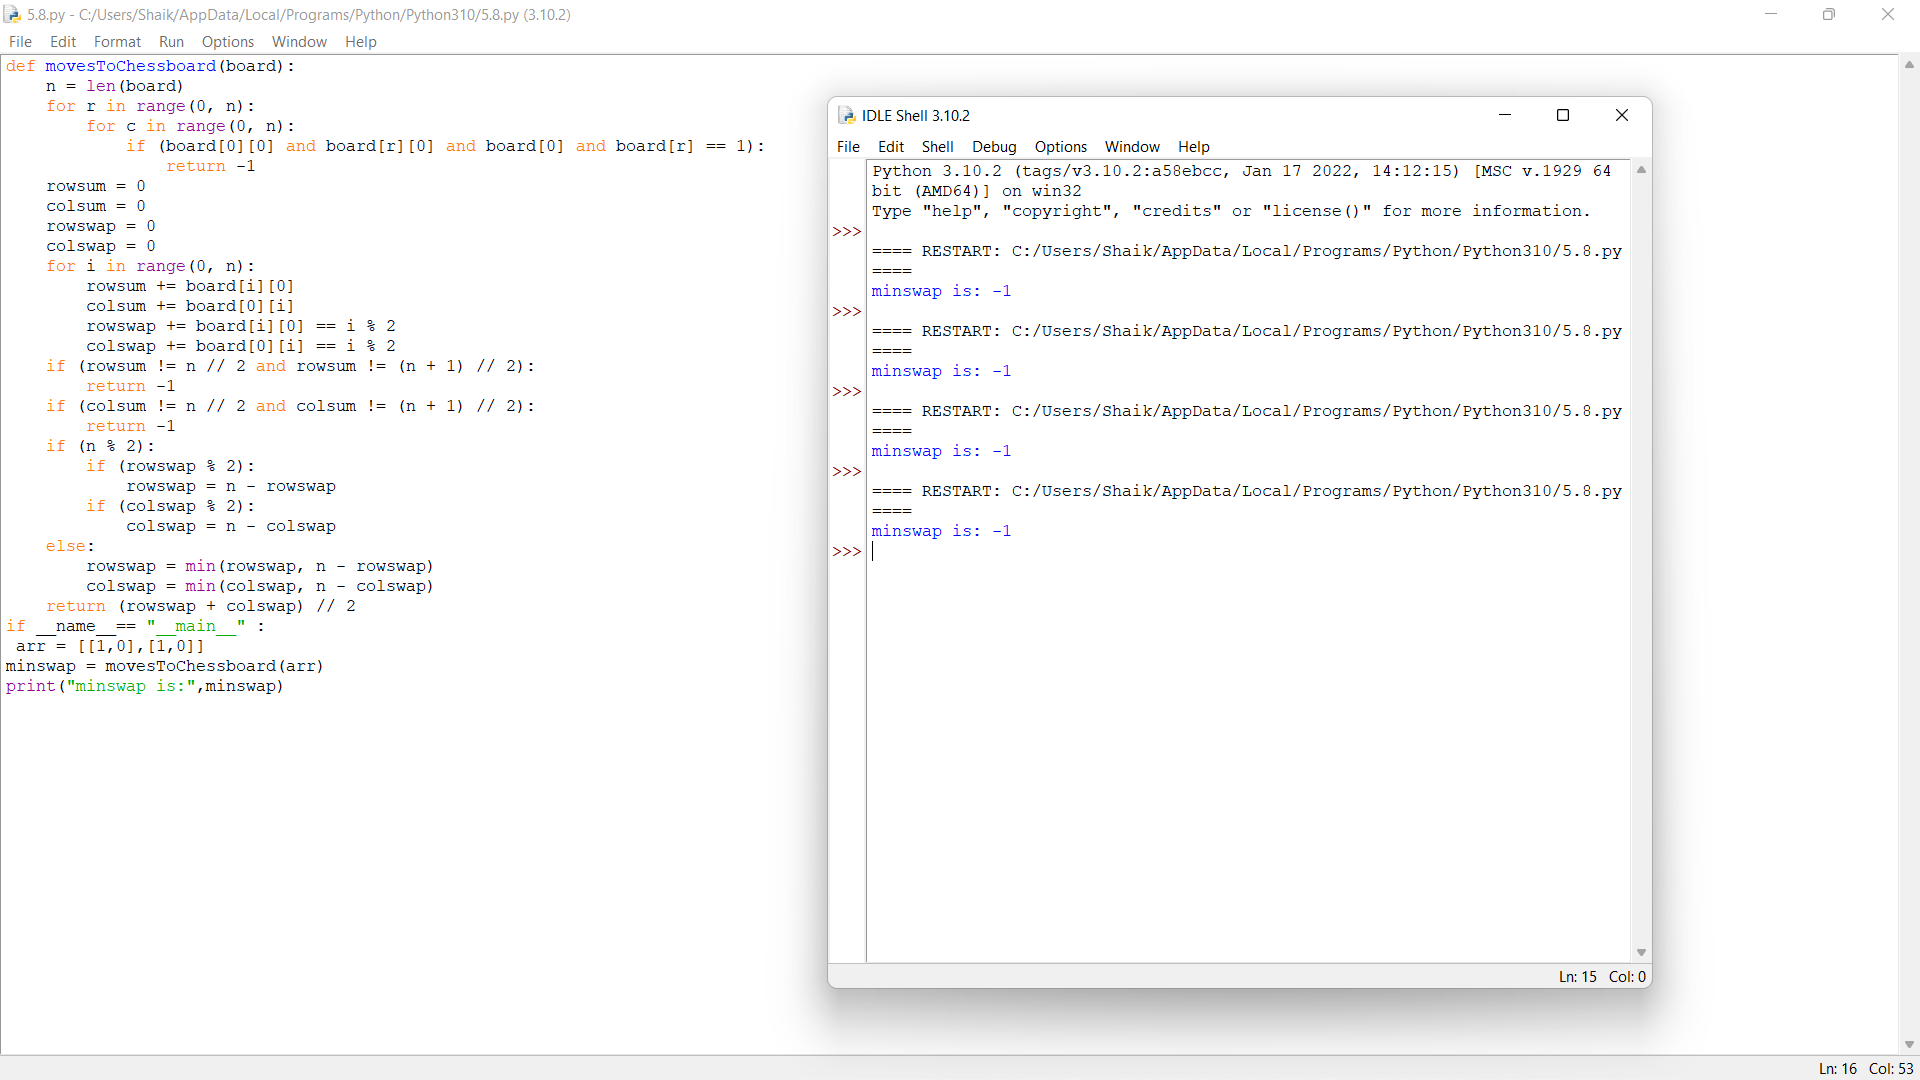 5.8.py - C:/Users/Shaik/AppData/Local/Programs/Python/Python310/5.8.py (3.10.2)
File Edit Format Run Options Window Help
def movesToChessboard(board):
    n = len(board)
    for r in range(0, n):
        for c in range(0, n):
            if (board[0][0] and board[r][0] and board[0] and board[r] == 1):
                return -1
    rowsum = 0
    colsum = 0
    rowswap = 0
    colswap = 0
    for i in range(0, n):
        rowsum += board[i][0]
        colsum += board[0][i]
        rowswap += board[i][0] == i % 2
        colswap += board[0][i] == i % 2
    if (rowsum != n // 2 and rowsum != (n + 1) // 2):
        return -1
    if (colsum != n // 2 and colsum != (n + 1) // 2):
        return -1
    if (n % 2):
        if (rowswap % 2):
            rowswap = n - rowswap
        if (colswap % 2):
            colswap = n - colswap
    else:
        rowswap = min(rowswap, n - rowswap)
        colswap = min(colswap, n - colswap)
    return (rowswap + colswap) // 2
if __name__== "__main__" :
 arr = [[1,0],[1,0]]
minswap = movesToChessboard(arr)
print("minswap is:",minswap)
IDLE Shell 3.10.2
File Edit Shell Debug Options Window Help
Python 3.10.2 (tags/v3.10.2:a58ebcc, Jan 17 2022, 14:12:15) [MSC v.1929 64
bit (AMD64)] on win32
Type "help", "copyright", "credits" or "license()" for more information.
>>>
==== RESTART: C:/Users/Shaik/AppData/Local/Programs/Python/Python310/5.8.py
====
minswap is: -1
>>>
==== RESTART: C:/Users/Shaik/AppData/Local/Programs/Python/Python310/5.8.py
====
minswap is: -1
>>>
==== RESTART: C:/Users/Shaik/AppData/Local/Programs/Python/Python310/5.8.py
====
minswap is: -1
>>>
==== RESTART: C:/Users/Shaik/AppData/Local/Programs/Python/Python310/5.8.py
====
minswap is: -1
>>>
Ln: 15 Col: 0
Ln: 16 Col: 53